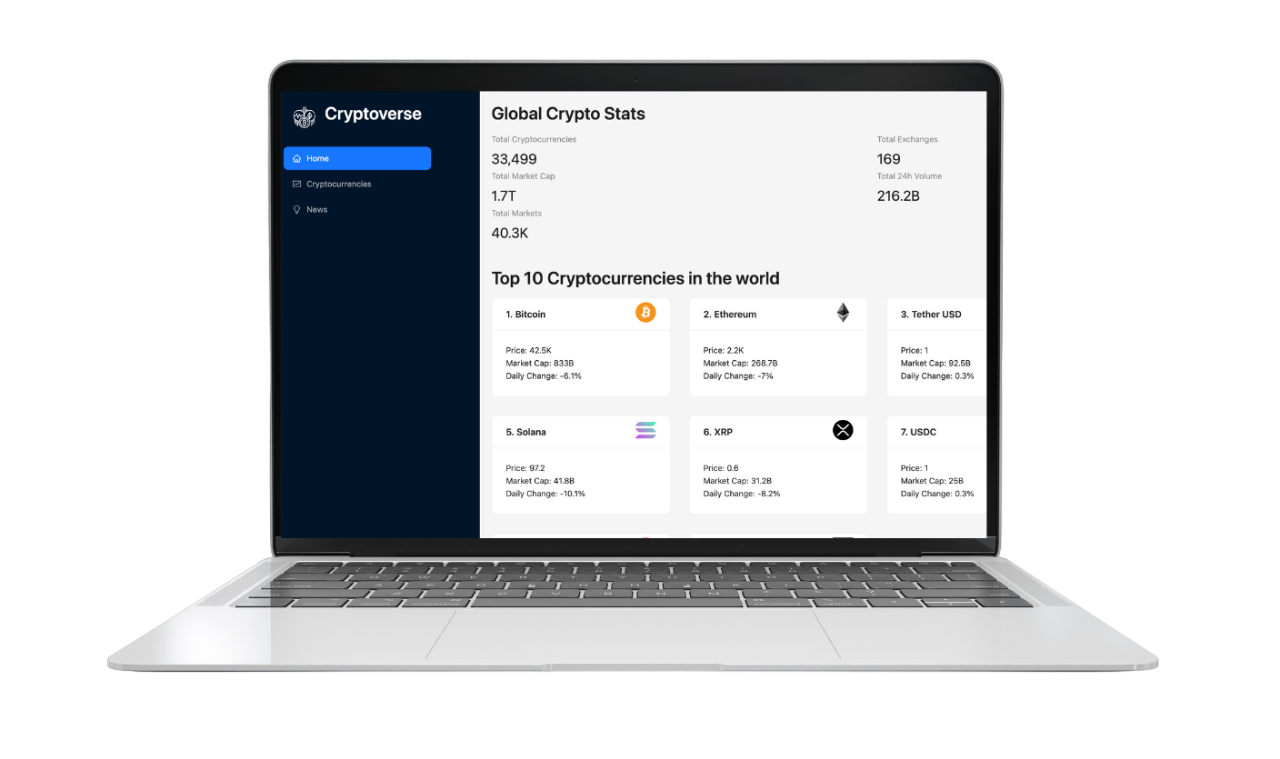 Cryptoverse
Home
Cryptocurrencies
News
Global Crypto Stats
Total Cryptocurrencies
33,499
Total Market Cap
1.7T
Total Markets
40.3K
Total Exchanges
169
Total 24h Volume
216.2B
Top 10 Cryptocurrencies in the world
1. Bitcoin
Price: 42.5K
Market Cap: 833B
Daily Change: -6.1%
2. Ethereum
Price: 2.2K
Market Cap: 268.7B
Daily Change: -7%
3. Tether USD
Price: 1
Market Cap: 92.5B
Daily Change: 0.3%
5. Solana
Price: 97.2
Market Cap: 41.8B
Daily Change: -10.1%
6. XRP
Price: 0.6
Market Cap: 31.2B
Daily Change: -8.2%
7. USDC
Price: 1
Market Cap: 25B
Daily Change: 0.3%